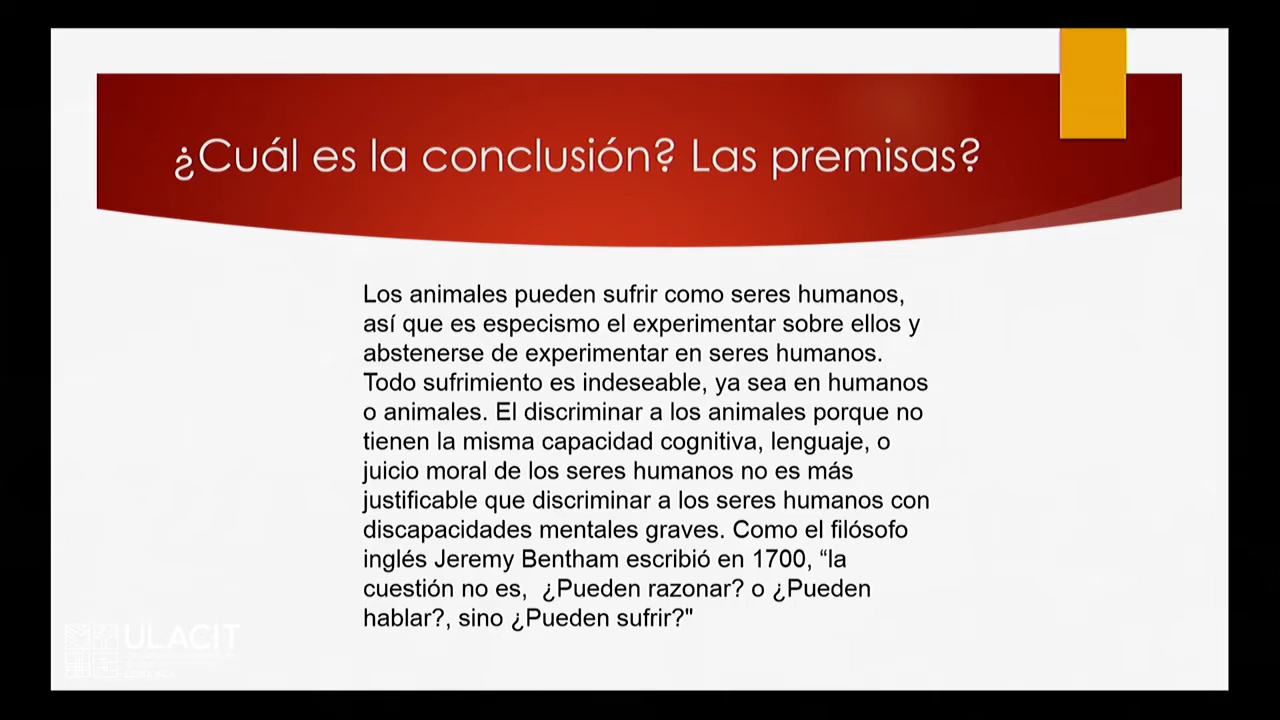 ¿Cuál es la conclusión? Las premisas?
Los animales pueden sufrir como seres humanos,
así que es especismo el experimentar sobre ellos y
abstenerse de experimentar en seres humanos.
Todo sufrimiento es indeseable, ya sea en humanos
o animales. El discriminar a los animales porque no
tienen la misma capacidad cognitiva, lenguaje, o
juicio moral de los seres humanos no es más
justificable que discriminar a los seres humanos con
discapacidades mentales graves. Como el filósofo
inglés Jeremy Bentham escribió en 1700, “la
cuestión no es,  ¿Pueden razonar? o ¿Pueden
hablar?, sino ¿Pueden sufrir?"
ULACIT